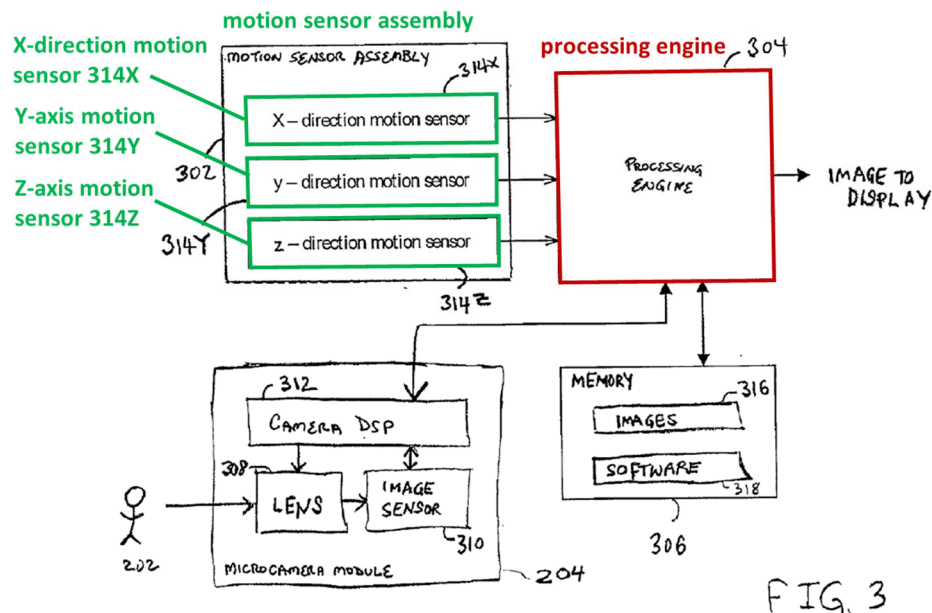 motion sensor assembly
X-direction motion
sensor 314X
Y-axis motion
sensor 314Y
Z-axis motion
sensor 314Z
MOTION SENSOR ASSEMBLY
314X
X – direction motion sensor
y – direction motion sensor
z – direction motion sensor
302
314Y
314Z
processing engine
304
PROCESSING
ENGINE
IMAGE TO
DISPLAY
312
CAMERA DSP
308
LENS
IMAGE
SENSOR
310
202
MICROCAMERA MODULE
204
MEMORY
316
IMAGES
SOFTWARE
318
306
FIG. 3